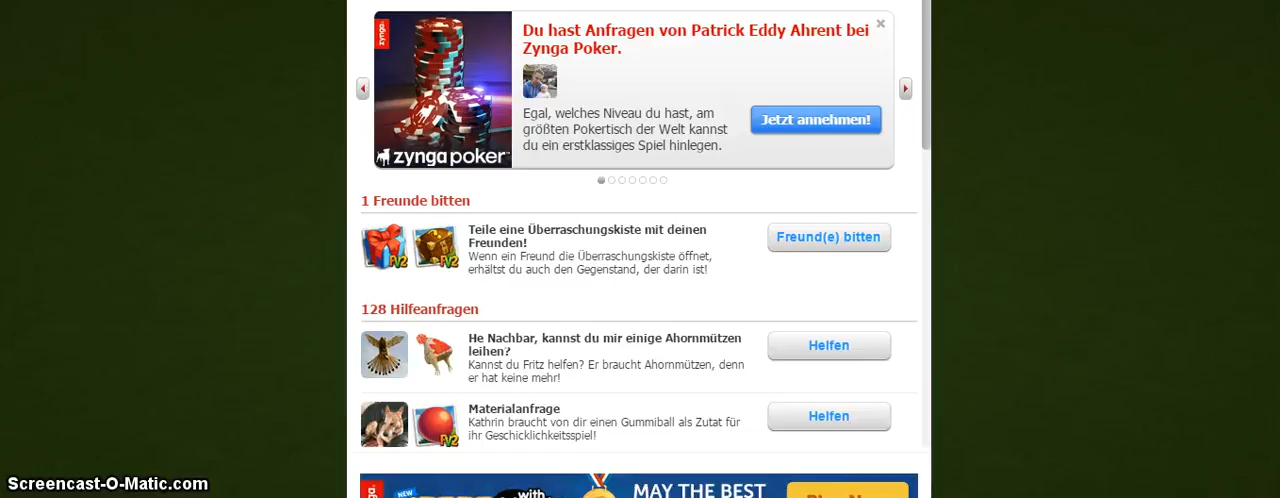 zynga
Du hast Anfragen von Patrick Eddy Ahrent bei
Zynga Poker.
Egal, welches Niveau du hast, am
größten Pokertisch der Welt kannst
du ein erstklassiges Spiel hinlegen.
Jetzt annehmen!
zynga poker
1 Freunde bitten
Teile eine Überraschungskiste mit deinen
Freunden!
Wenn ein Freund die Überraschungskiste öffnet,
erhältst du auch den Gegenstand, der darin ist!
Freund(e) bitten
FV2
FV2
128 Hilfeanfragen
He Nachbar, kannst du mir einige Ahornmützen
leihen?
Kannst du Fritz helfen? Er braucht Ahornmützen, denn
er hat keine mehr!
Helfen
Materialanfrage
Kathrin braucht von dir einen Gummiball als Zutat für
ihr Geschicklichkeitsspiel!
Helfen
FV2
Screencast-O-Matic.com
zynga
NEW
with
MAY THE BEST